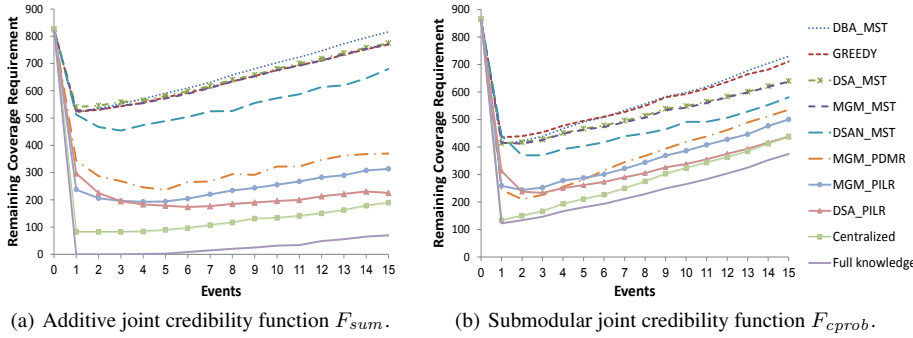 900
800
700
600
500
400
300
200
100
0
Remaining Coverage Requirement
0 1 2 3 4 5 6 7 8 9 10 11 12 13 14 15
Events
(a) Additive joint credibility function F_sum.
900
800
700
600
500
400
300
200
100
0
Remaining Coverage Requirement
0 1 2 3 4 5 6 7 8 9 10 11 12 13 14 15
Events
(b) Submodular joint credibility function F_cprob.
DBA_MST
GREEDY
DSA_MST
MGM_MST
DSAN_MST
MGM_PDMR
MGM_PILR
DSA_PILR
Centralized
Full knowledge